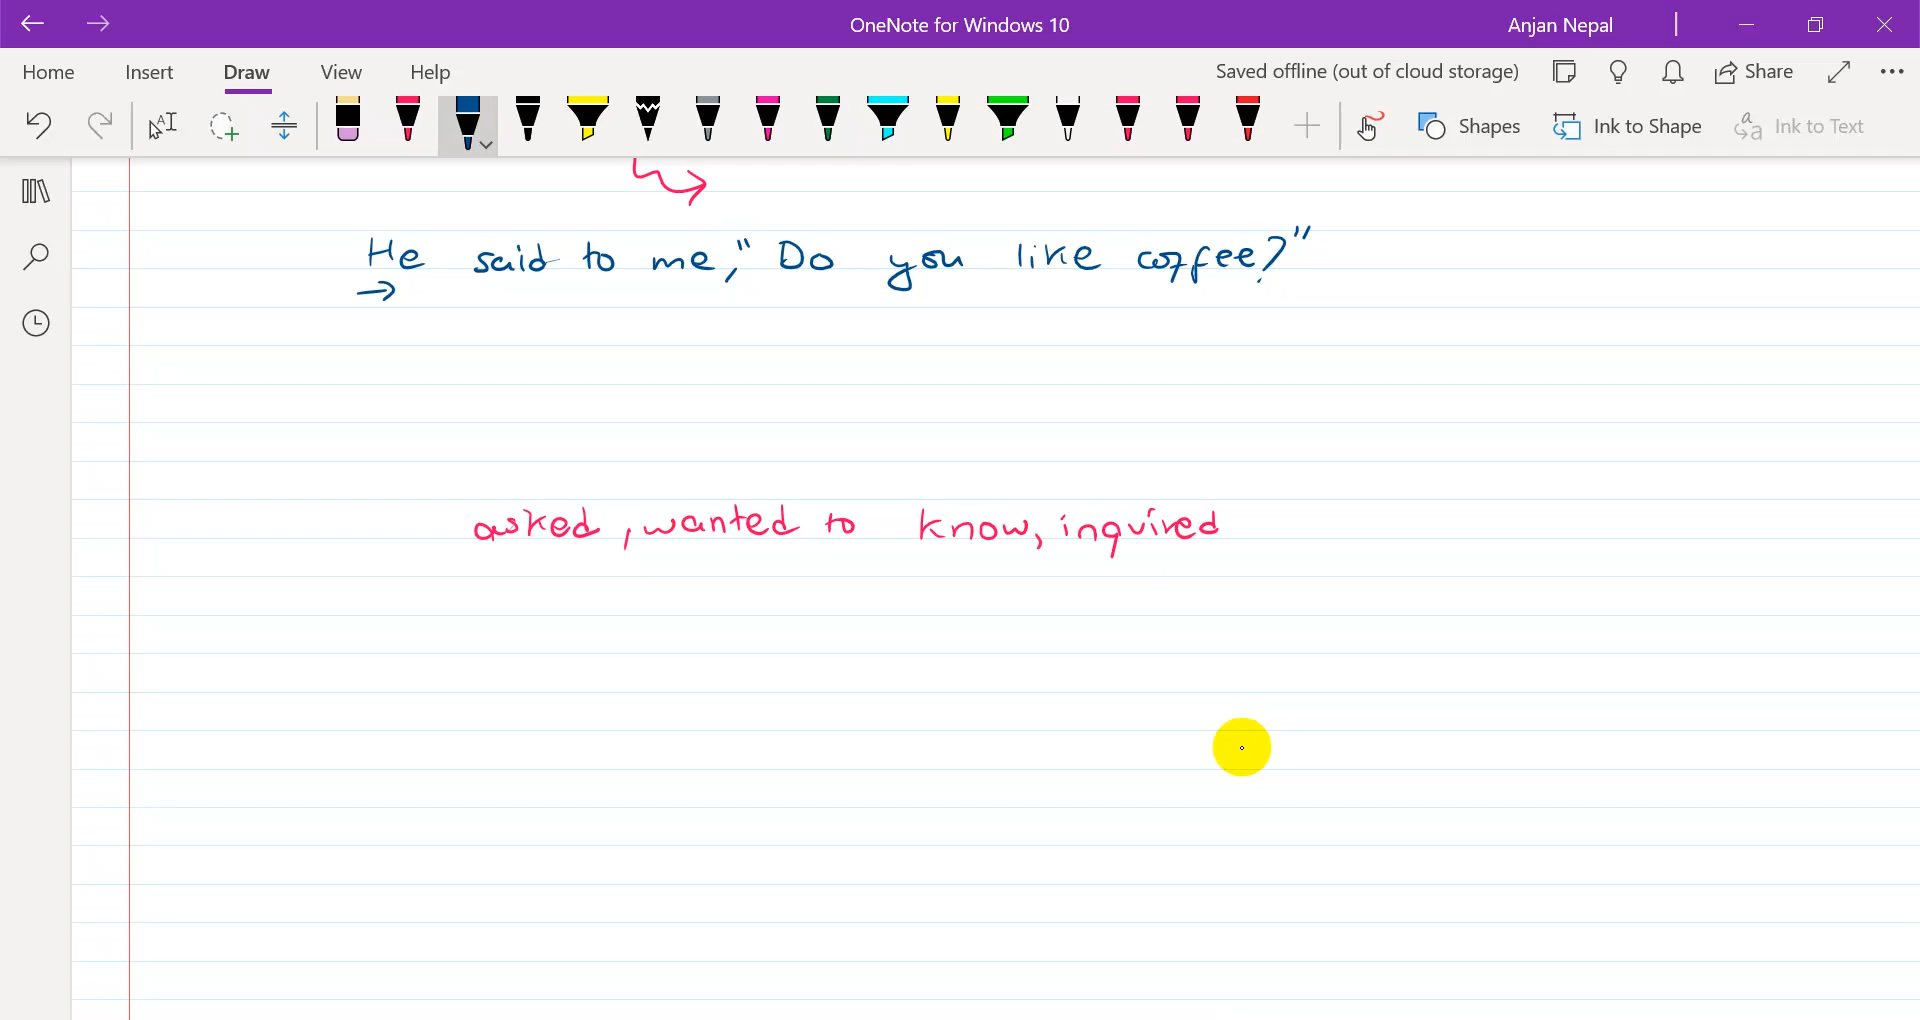 OneNote for Windows 10
Anjan Nepal
Home Insert Draw View Help
Saved offline (out of cloud storage)
Share
Shapes
Ink to Shape
Ink to Text
He said to me," Do you like coffee?"
asked, wanted to know, inquired